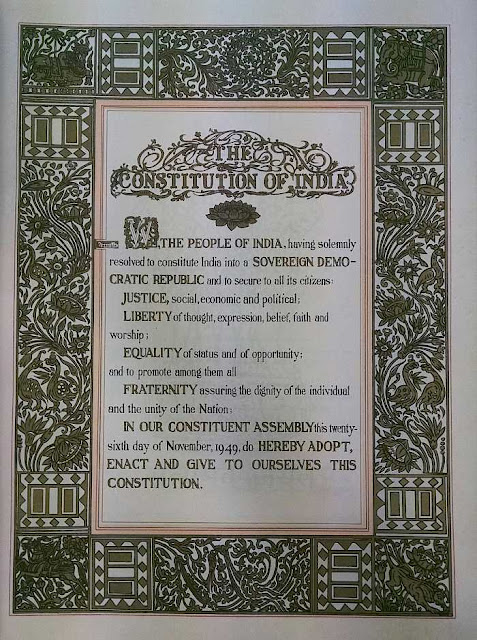 THE
CONSTITUTION OF INDIA
WE, THE PEOPLE OF INDIA, having solemnly
resolved to constitute India into a SOVEREIGN DEMO-
CRATIC REPUBLIC and to secure to all its citizens:
JUSTICE, social, economic and political;
LIBERTY of thought, expression, belief, faith and
worship;
EQUALITY of status and of opportunity;
and to promote among them all
FRATERNITY assuring the dignity of the individual
and the unity of the Nation;
IN OUR CONSTITUENT ASSEMBLY this twenty-
sixth day of November, 1949, do HEREBY ADOPT,
ENACT AND GIVE TO OURSELVES THIS
CONSTITUTION.